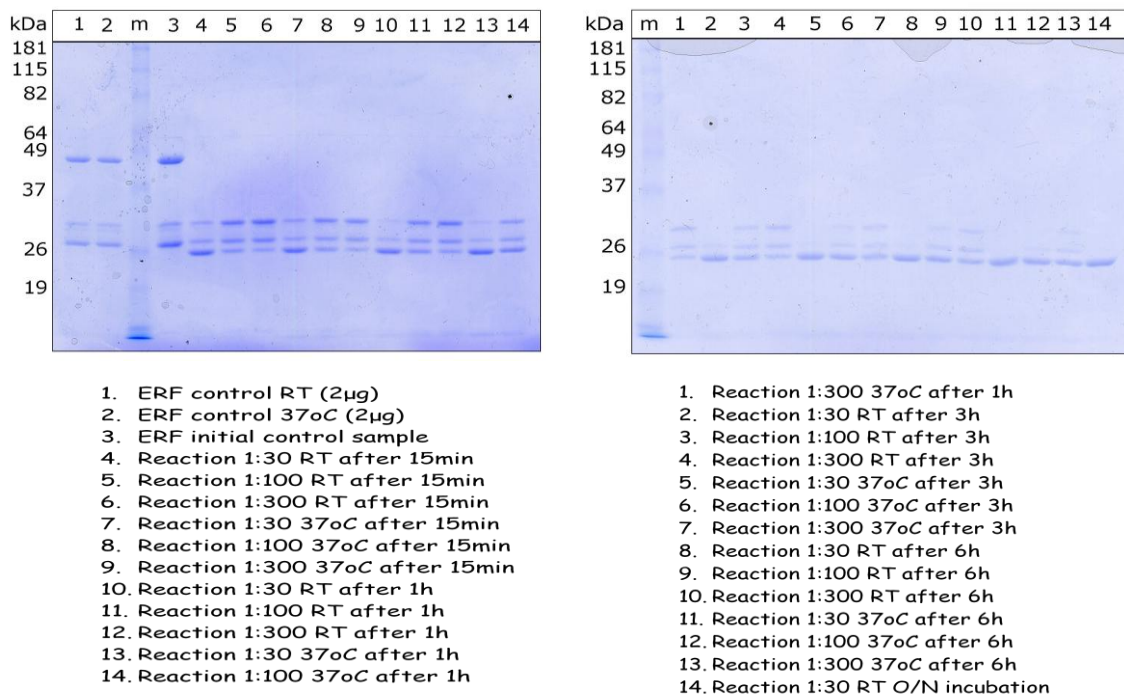 kDa 1 2 m 3 4 5 6 7 8 9 10 11 12 13 14
181
115
82
64
49
37
26
19
1. ERF control RT (2µg)
2. ERF control 37oC (2µg)
3. ERF initial control sample
4. Reaction 1:30 RT after 15min
5. Reaction 1:100 RT after 15min
6. Reaction 1:300 RT after 15min
7. Reaction 1:30 37oC after 15min
8. Reaction 1:100 37oC after 15min
9. Reaction 1:300 37oC after 15min
10. Reaction 1:30 RT after 1h
11. Reaction 1:100 RT after 1h
12. Reaction 1:300 RT after 1h
13. Reaction 1:30 37oC after 1h
14. Reaction 1:100 37oC after 1h
kDa m 1 2 3 4 5 6 7 8 9 10 11 12 13 14
181
115
82
64
49
37
26
19
1. Reaction 1:300 37oC after 1h
2. Reaction 1:30 RT after 3h
3. Reaction 1:100 RT after 3h
4. Reaction 1:300 RT after 3h
5. Reaction 1:30 37oC after 3h
6. Reaction 1:100 37oC after 3h
7. Reaction 1:300 37oC after 3h
8. Reaction 1:30 RT after 6h
9. Reaction 1:100 RT after 6h
10. Reaction 1:300 RT after 6h
11. Reaction 1:30 37oC after 6h
12. Reaction 1:100 37oC after 6h
13. Reaction 1:300 37oC after 6h
14. Reaction 1:30 RT O/N incubation